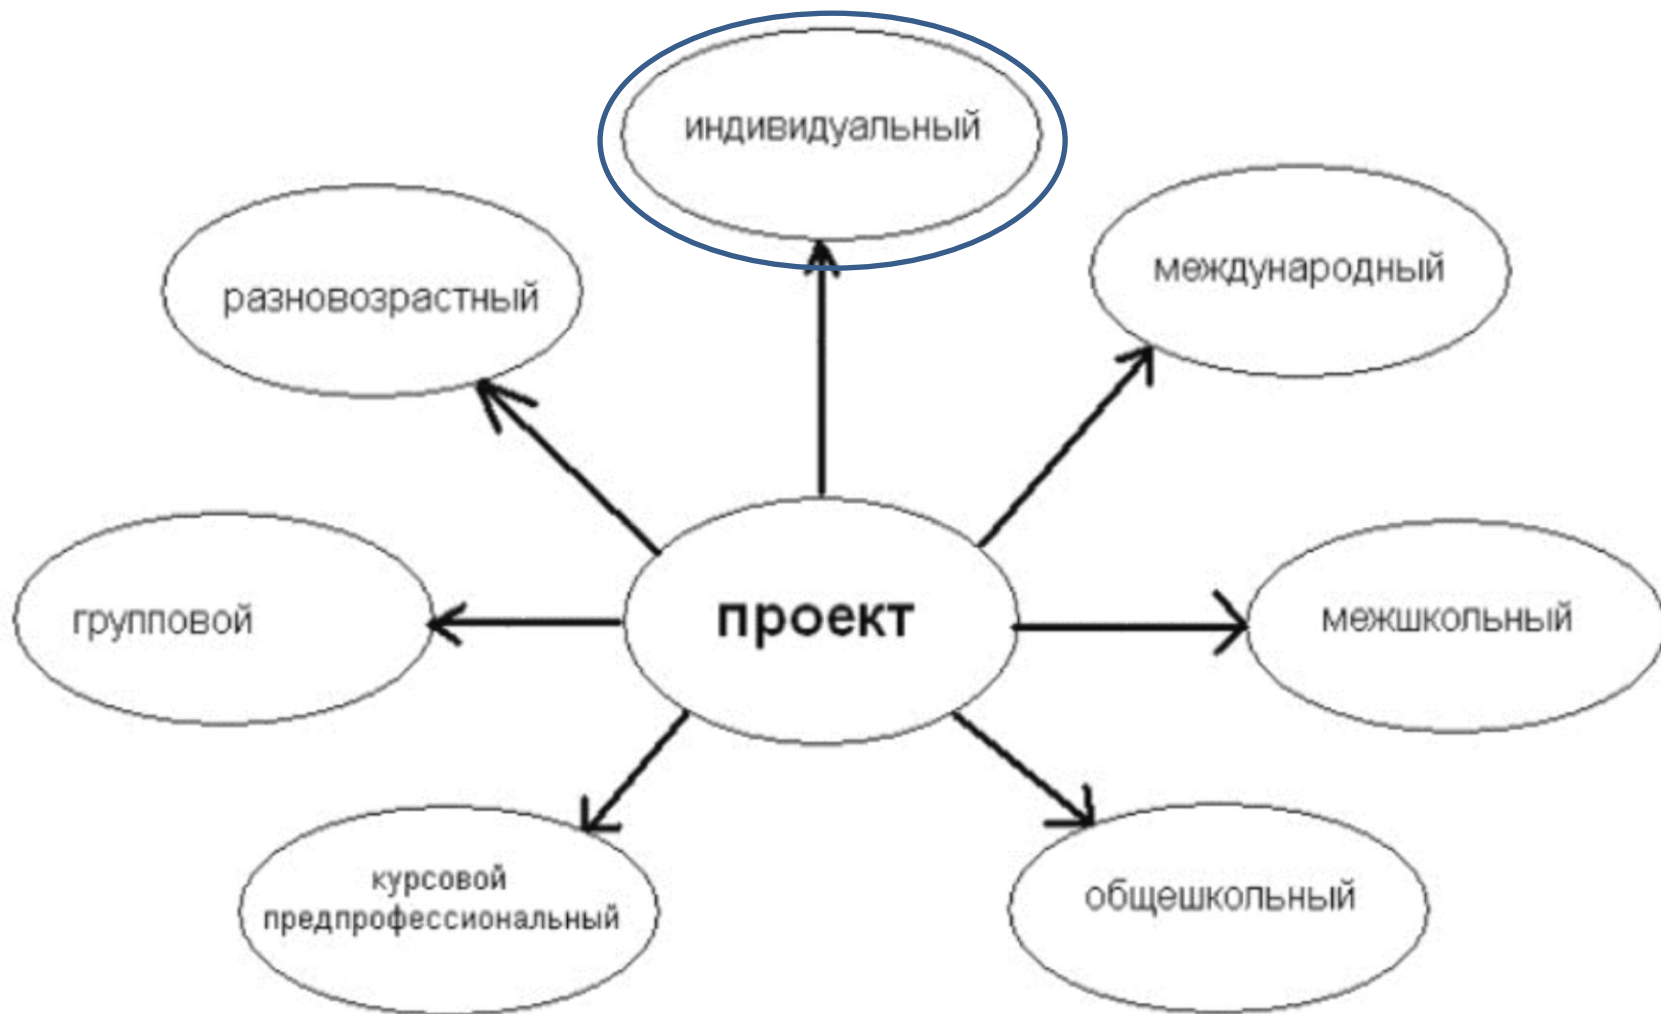 индивидуальный
международный
разновозрастный
групповой
проект
межшкольный
курсовой
предпрофессиональный
общешкольный